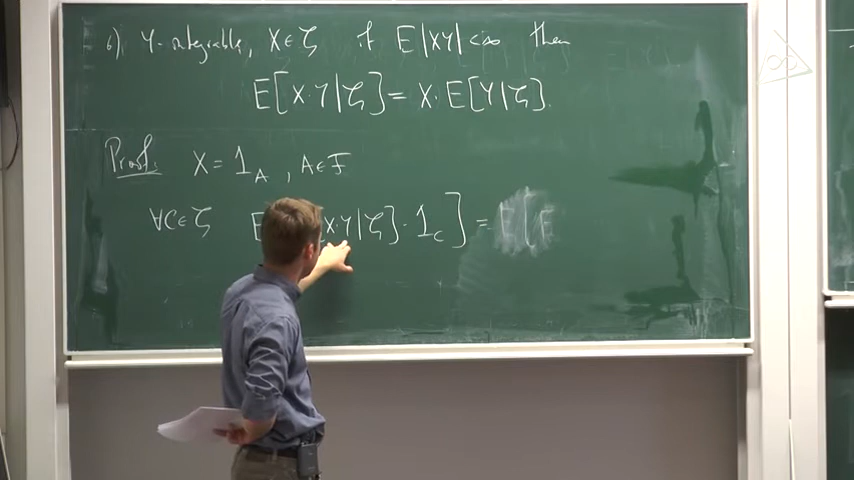 6). Y-integrable, X ∈ ζ if E|XY| < ∞ then
E[X·Y|ζ] = X·E[Y|ζ].
Proof: X = 1_A, A ∈ F
∀C ∈ ζ E X·Y|ζ]·1_C] = E[E